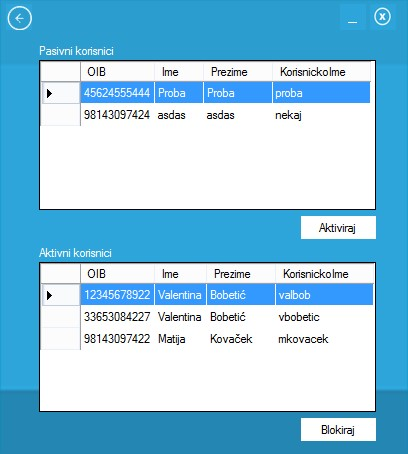 Pasivni korisnici
OIB Ime Prezime KorisnickoIme
45624555444 Proba Proba proba
98143097424 asdas asdas nekaj
Aktiviraj
Aktivni korisnici
OIB Ime Prezime KorisnickoIme
12345678922 Valentina Bobetić valbob
33653084227 Valentina Bobetić vbobetic
98143097422 Matija Kovaček mkovacek
Blokiraj